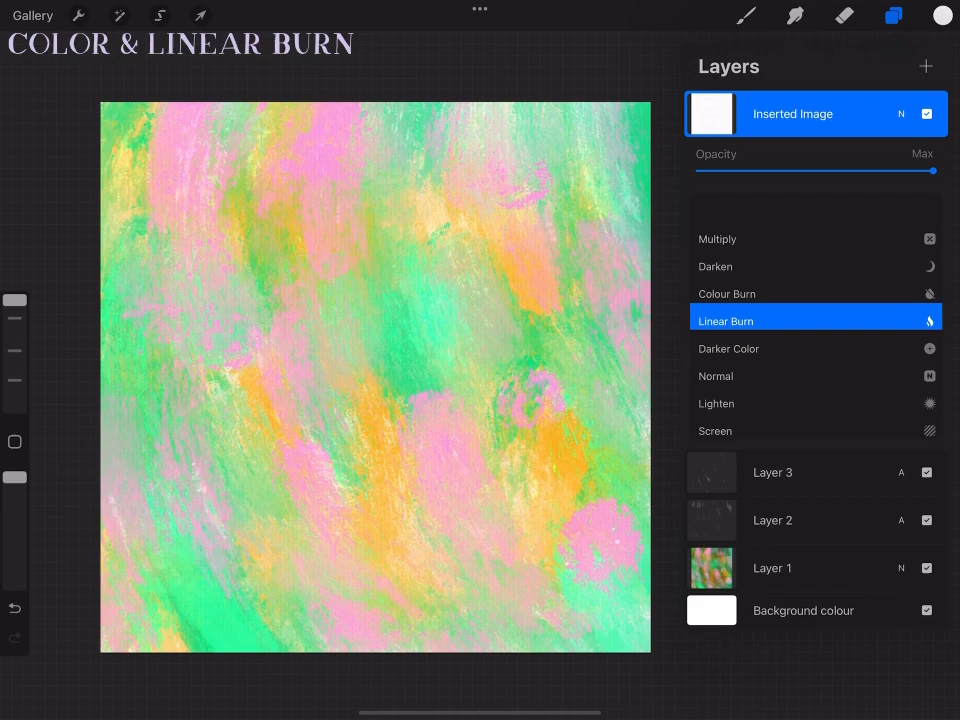 Gallery
COLOR & LINEAR BURN
Layers
Inserted Image N
Opacity Max
Multiply
Darken
Colour Burn
Linear Burn
Darker Color
Normal N
Lighten
Screen
Layer 3 A
Layer 2 A
Layer 1 N
Background colour